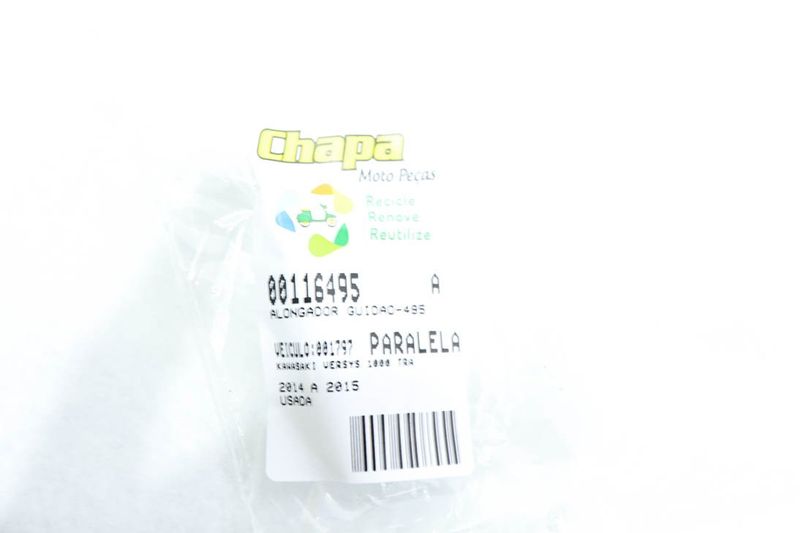 Chapa
Moto Peças
Recicle
Renove
Reutilize
00116495 A
ALONGADOR GUIDAO-495
VEICULO:001797 PARALELA
KAWASAKI VERSYS 1000 TRA
2014 A 2015
USADA